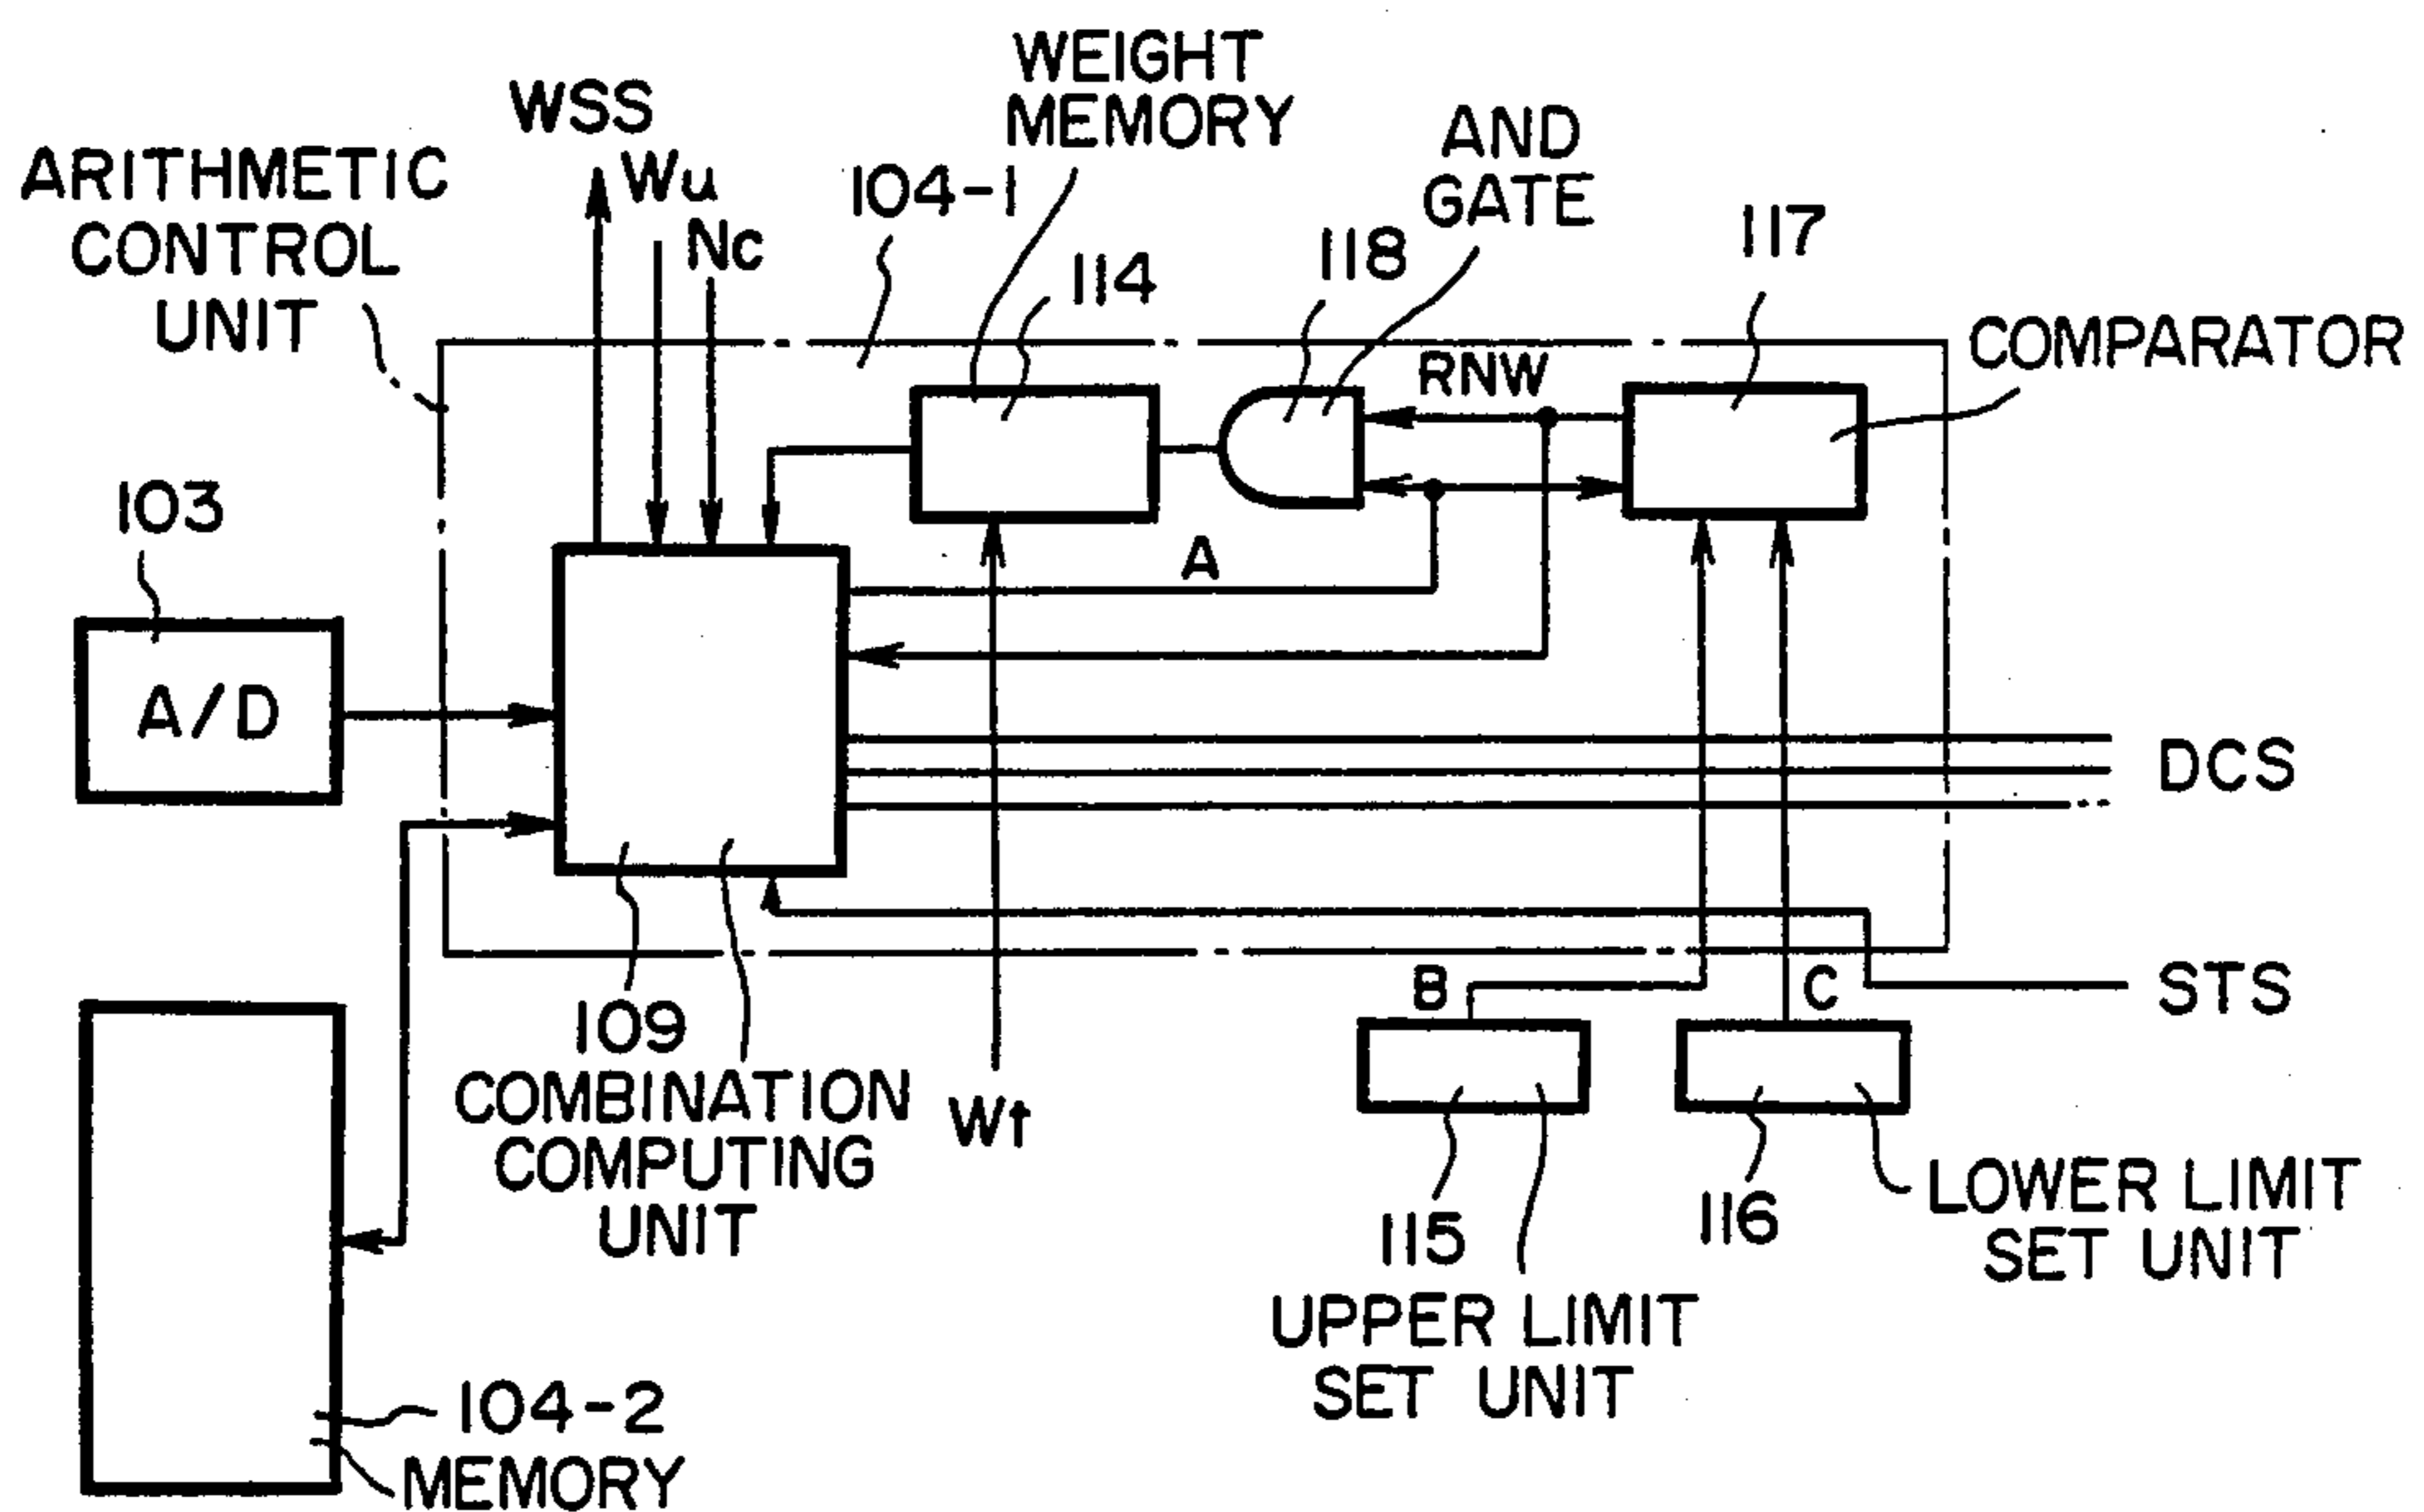 WEIGHT
MEMORY
WSS
Wu
Nc
ARITHMETIC
CONTROL
UNIT
104-1
114
AND
GATE
118
117
COMPARATOR
RNW
103
A/D
A
DCS
STS
B
C
109
COMBINATION
COMPUTING
UNIT
Wt
115
UPPER LIMIT
SET UNIT
116
LOWER LIMIT
SET UNIT
104-2
MEMORY